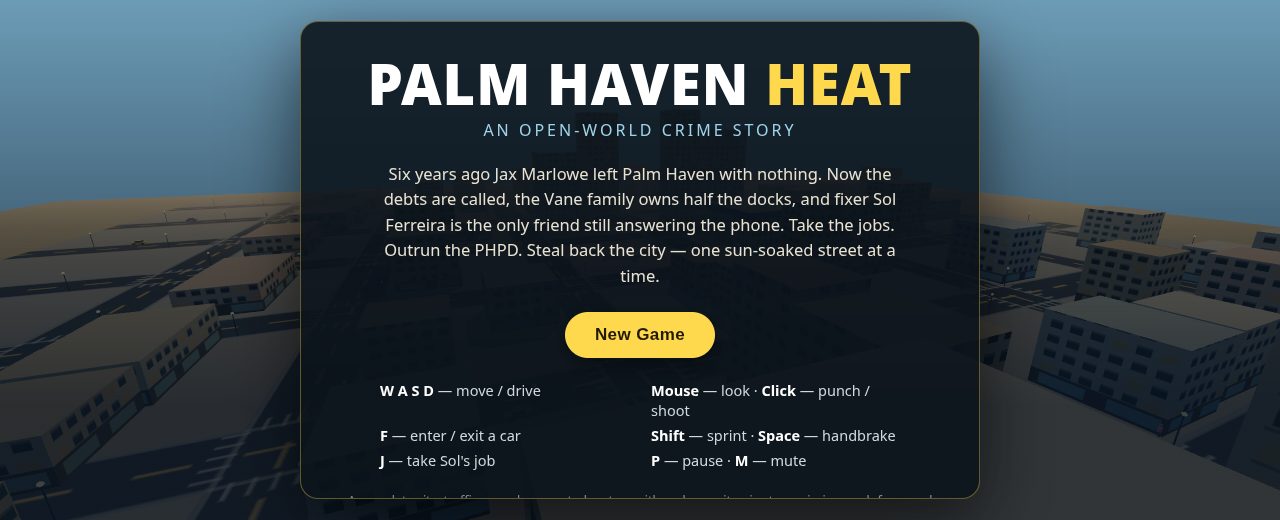 PALM HAVEN HEAT
AN OPEN-WORLD CRIME STORY
Six years ago Jax Marlowe left Palm Haven with nothing. Now the
debts are called, the Vane family owns half the docks, and fixer Sol
Ferreira is the only friend still answering the phone. Take the jobs.
Outrun the PHPD. Steal back the city — one sun-soaked street at a
time.
New Game
W A S D — move / drive
Mouse — look · Click — punch /
shoot
F — enter / exit a car
Shift — sprint · Space — handbrake
J — take Sol's job
P — pause · M — mute